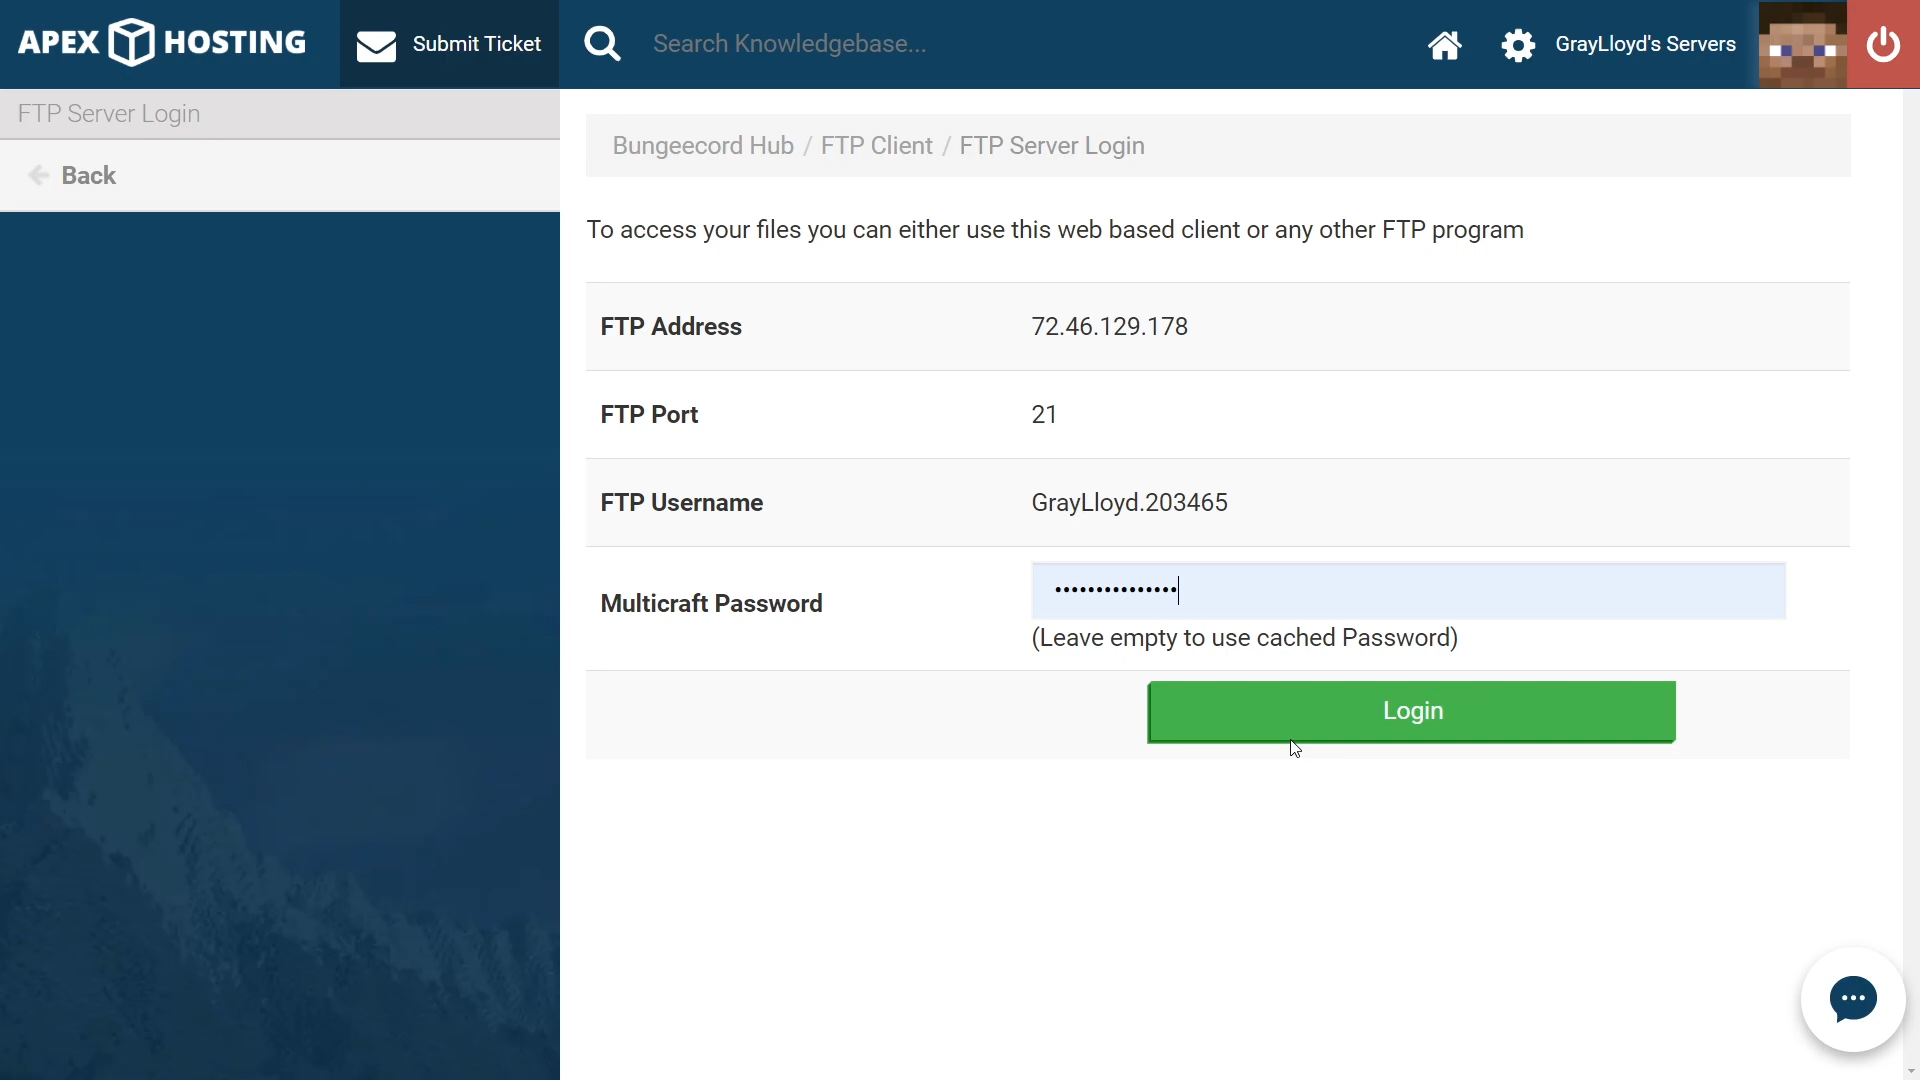 APEX HOSTING
Submit Ticket
Search Knowledgebase...
GrayLloyd's Servers
FTP Server Login
Back
Bungeecord Hub / FTP Client / FTP Server Login
To access your files you can either use this web based client or any other FTP program
FTP Address 72.46.129.178
FTP Port 21
FTP Username GrayLloyd.203465
Multicraft Password •••••••••••••••
(Leave empty to use cached Password)
Login